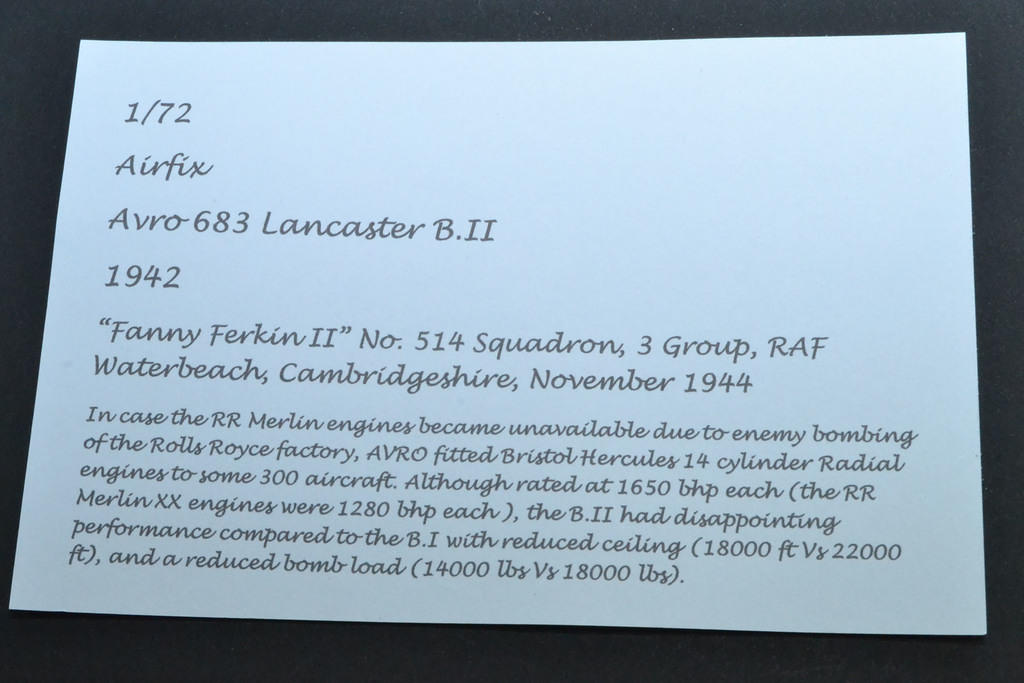 1/72
Airfix
Avro 683 Lancaster B.II
1942
“Fanny Ferkin II” No. 514 Squadron, 3 Group, RAF
Waterbeach, Cambridgeshire, November 1944
In case the RR Merlin engines became unavailable due to enemy bombing
of the Rolls Royce factory, AVRO fitted Bristol Hercules 14 cylinder Radial
engines to some 300 aircraft. Although rated at 1650 bhp each (the RR
Merlin XX engines were 1280 bhp each ), the B.II had disappointing
performance compared to the B.I with reduced ceiling (18000 ft Vs 22000
ft), and a reduced bomb load (14000 lbs Vs 18000 lbs).